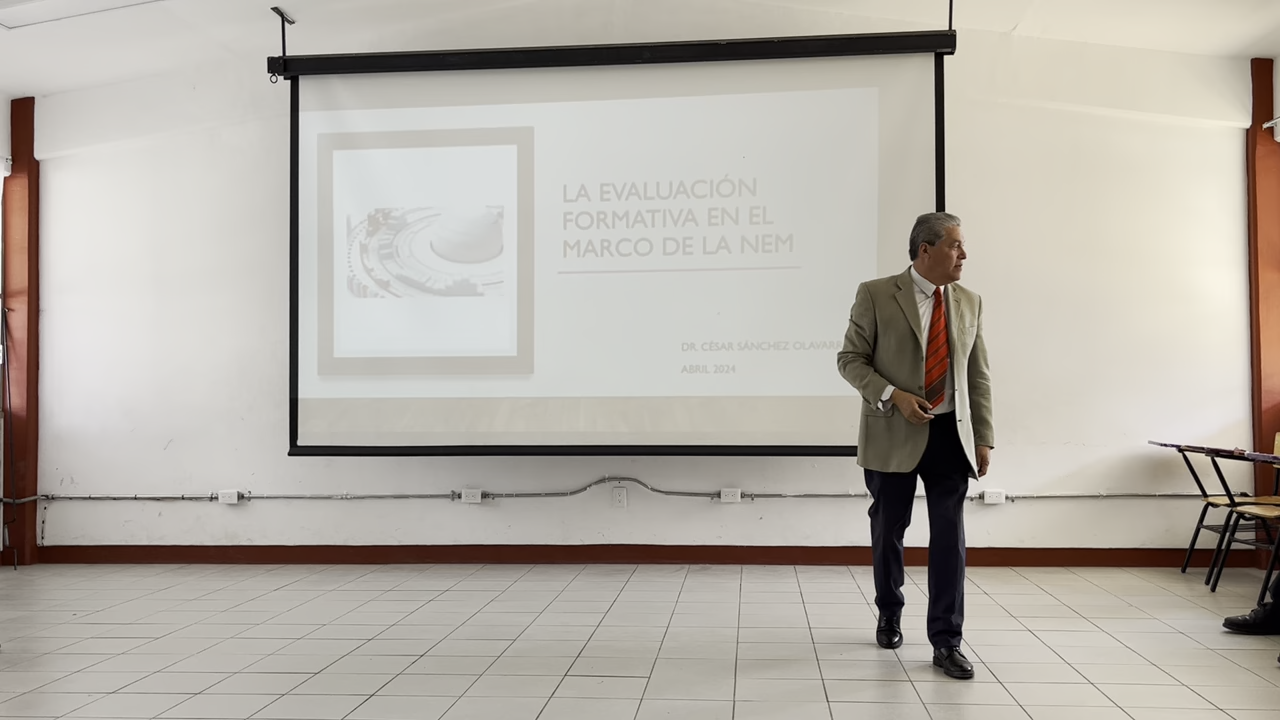 LA EVALUACIÓN
FORMATIVA EN EL
MARCO DE LA NEM
DR. CÉSAR SÁNCHEZ
ABRIL 2024